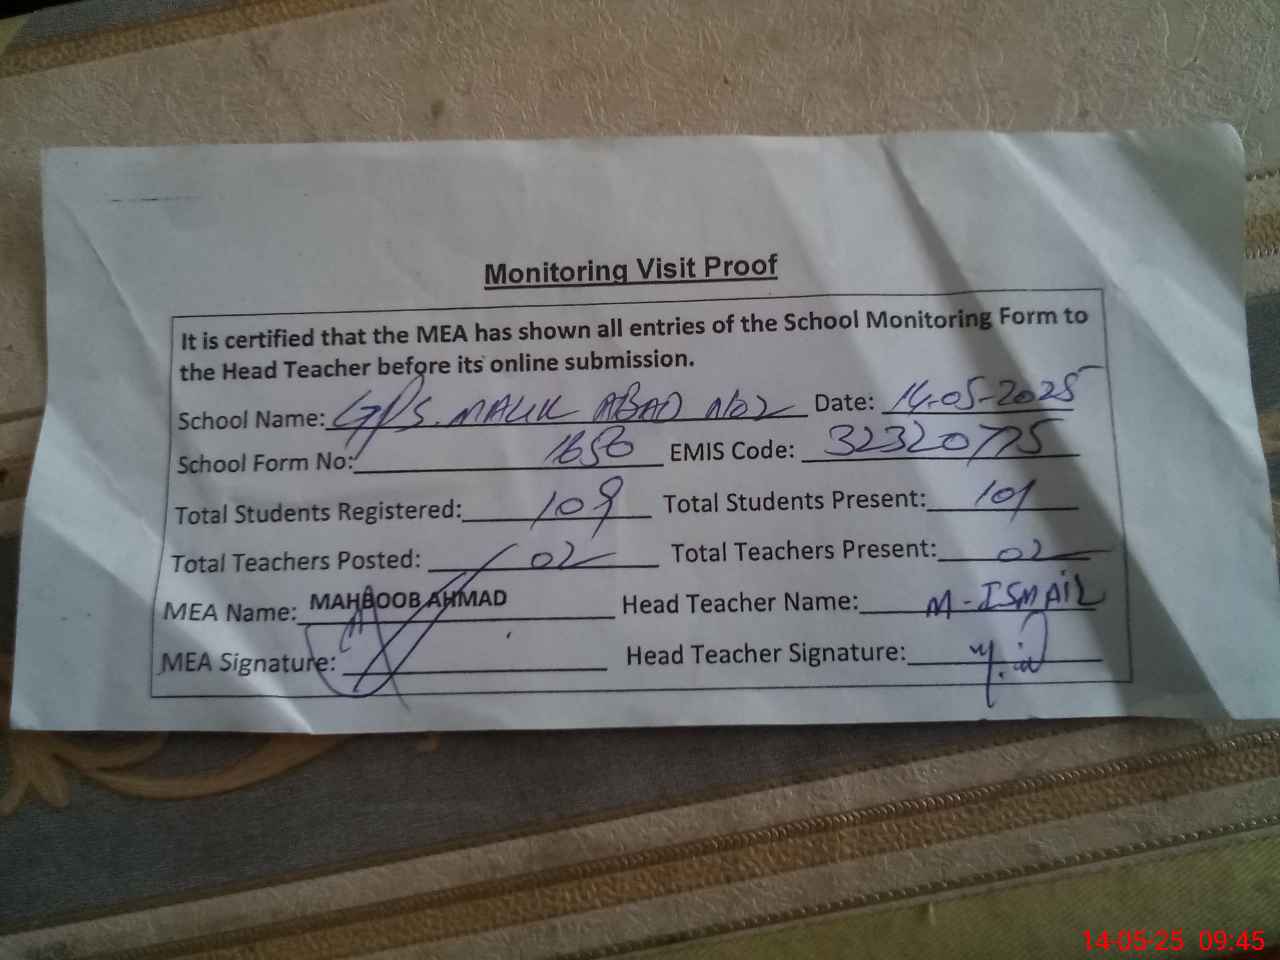 Monitoring Visit Proof
It is certified that the MEA has shown all entries of the School Monitoring Form to
the Head Teacher before its online submission.
School Name: GPS. MALIK ABAD No2 Date: 14-05-2025
School Form No: 1650 EMIS Code: 32320775
Total Students Registered: 109 Total Students Present: 101
Total Teachers Posted: 02 Total Teachers Present: 02
MEA Name: MAHBOOB AHMAD Head Teacher Name: M-ISMAIL
MEA Signature: Head Teacher Signature:
14-05-25 09:45